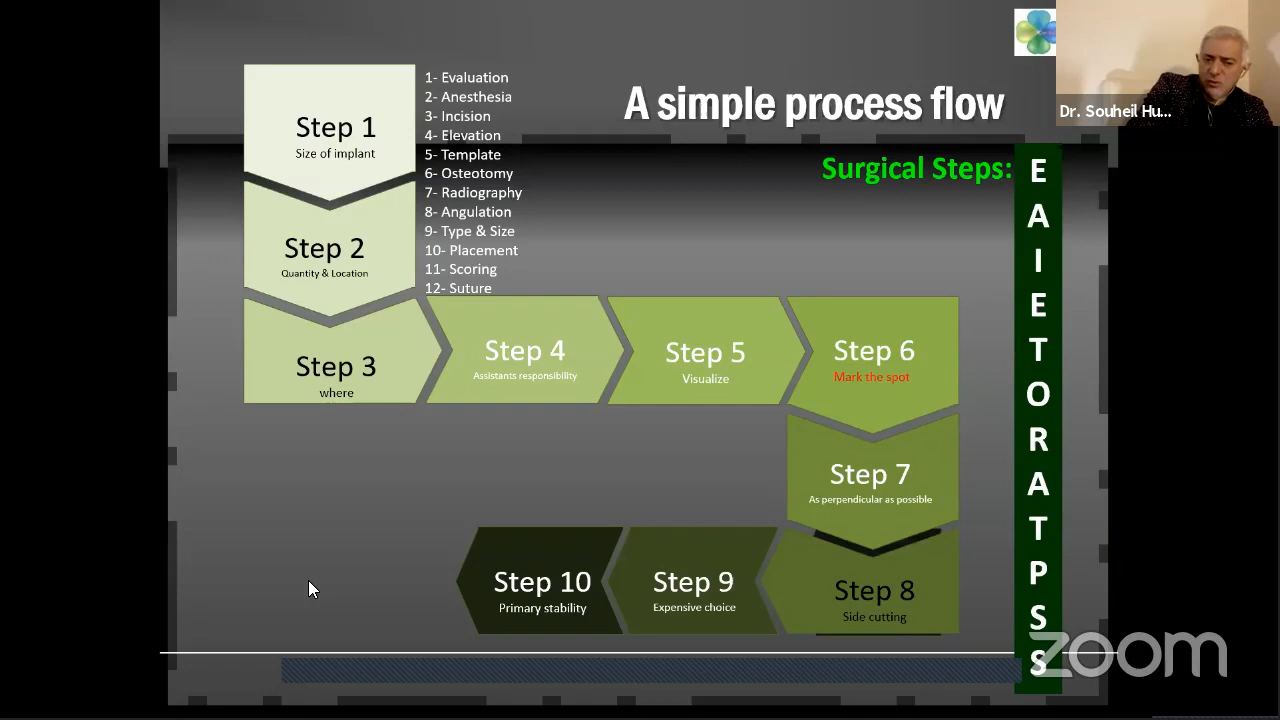 A simple process flow
Dr. Souheil Hu...
Surgical Steps:
1- Evaluation
2- Anesthesia
3- Incision
4- Elevation
5- Template
6- Osteotomy
7- Radiography
8- Angulation
9- Type & Size
10- Placement
11- Scoring
12- Suture
Step 1
Size of implant
Step 2
Quantity & Location
Step 3
where
Step 4
Assistants responsibility
Step 5
Visualize
Step 6
Mark the spot
Step 7
As perpendicular as possible
Step 8
Side cutting
Step 9
Expensive choice
Step 10
Primary stability
E
A
I
E
T
O
R
A
T
P
S
S
zoom